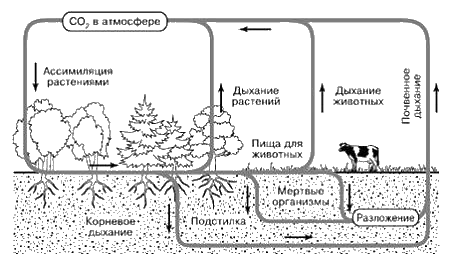 CO₂ в атмосфере
Ассимиляция
растениями
Дыхание
растений
Дыхание
животных
Почвенное
дыхание
Пища для
животных
Мертвые
организмы
Корневое
дыхание
Подстилка
Разложение